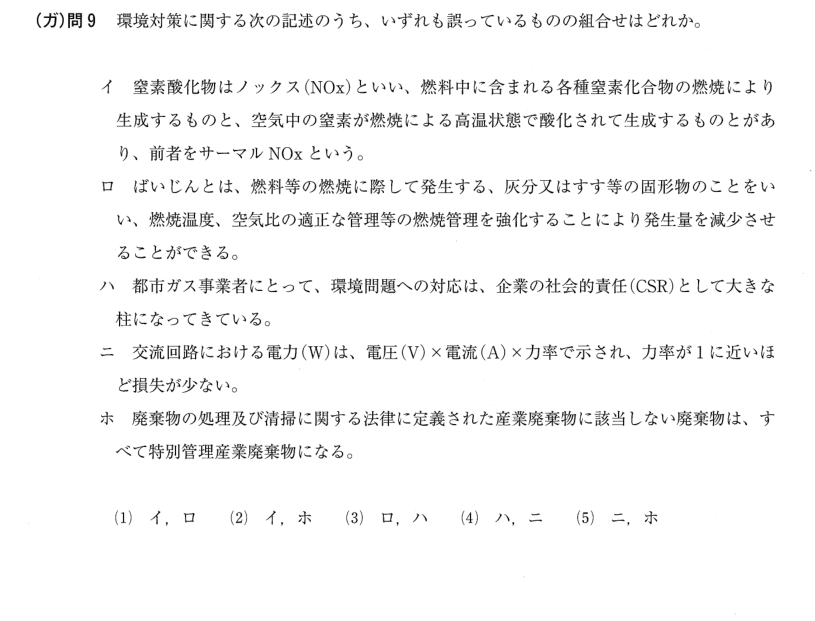 (ガ)問9 環境対策に関する次の記述のうち、いずれも誤っているものの組合せはどれか。
イ 窒素酸化物はノックス(NOx)といい、燃料中に含まれる各種窒素化合物の燃焼により
生成するものと、空気中の窒素が燃焼による高温状態で酸化されて生成するものとがあ
り、前者をサーマル NOx という。
ロ ばいじんとは、燃料等の燃焼に際して発生する、灰分又はすす等の固形物のことをい
い、燃焼温度、空気比の適正な管理等の燃焼管理を強化することにより発生量を減少させ
ることができる。
ハ 都市ガス事業者にとって、環境問題への対応は、企業の社会的責任(CSR)として大きな
柱になってきている。
ニ 交流回路における電力(W)は、電圧(V)×電流(A)×力率で示され、力率が1に近いほ
ど損失が少ない。
ホ 廃棄物の処理及び清掃に関する法律に定義された産業廃棄物に該当しない廃棄物は、す
べて特別管理産業廃棄物になる。
(1) イ, ロ (2) イ, ホ (3) ロ, ハ (4) ハ, ニ (5) ニ, ホ